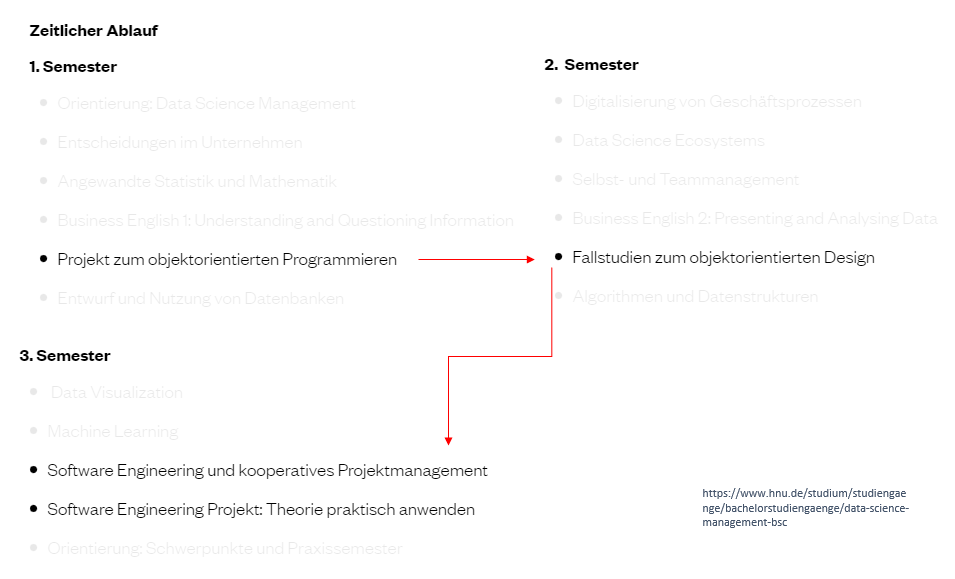 Zeitlicher Ablauf
1. Semester
Orientierung: Data Science Management
Entscheidungen im Unternehmen
Angewandte Statistik und Mathematik
Business English 1: Understanding and Questioning Information
Projekt zum objektorientierten Programmieren
Entwurf und Nutzung von Datenbanken
2. Semester
Digitalisierung von Geschäftsprozessen
Data Science Ecosystems
Selbst- und Teammanagement
Business English 2: Presenting and Analysing Data
Fallstudien zum objektorientierten Design
Algorithmen und Datenstrukturen
3. Semester
Data Visualization
Machine Learning
Software Engineering und kooperatives Projektmanagement
Software Engineering Projekt: Theorie praktisch anwenden
Orientierung: Schwerpunkte und Praxissemester
https://www.hnu.de/studium/studiengae
nge/bachelorstudiengaenge/data-science-
management-bsc